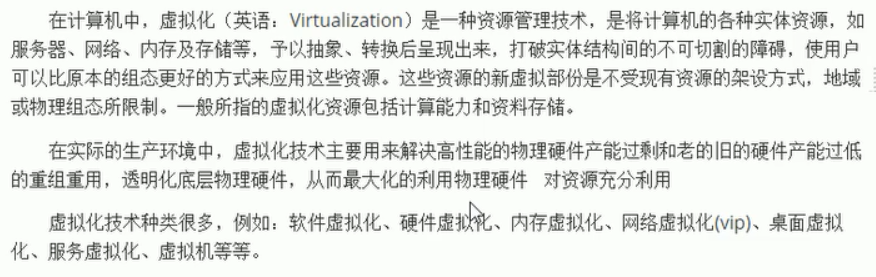 在计算机中，虚拟化（英语：Virtualization）是一种资源管理技术，是将计算机的各种实体资源，如
服务器、网络、内存及存储等，予以抽象、转换后呈现出来，打破实体结构间的不可切割的障碍，使用户
可以比原本的组态更好的方式来应用这些资源。这些资源的新虚拟部份是不受现有资源的架设方式，地域
或物理组态所限制。一般所指的虚拟化资源包括计算能力和资料存储。
在实际的生产环境中，虚拟化技术主要用来解决高性能的物理硬件产能过剩和老的旧的硬件产能过低
的重组重用，透明化底层物理硬件，从而最大化的利用物理硬件 对资源充分利用
虚拟化技术种类很多，例如：软件虚拟化、硬件虚拟化、内存虚拟化、网络虚拟化(vip)、桌面虚拟
化、服务虚拟化、虚拟机等等。